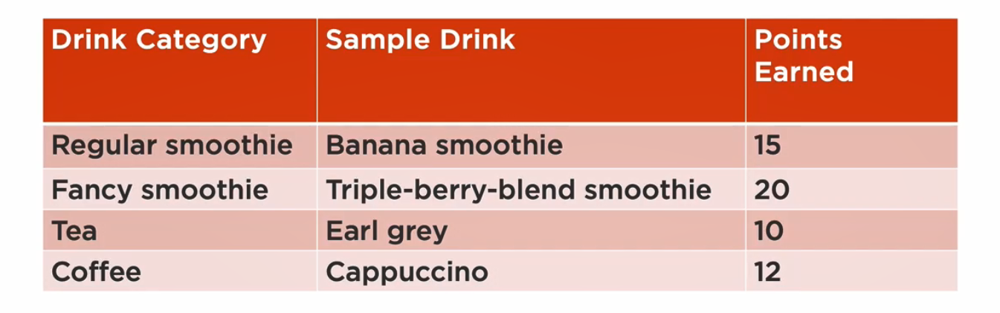 Drink Category Sample Drink Points
Earned
Regular smoothie Banana smoothie 15
Fancy smoothie Triple-berry-blend smoothie 20
Tea Earl grey 10
Coffee Cappuccino 12